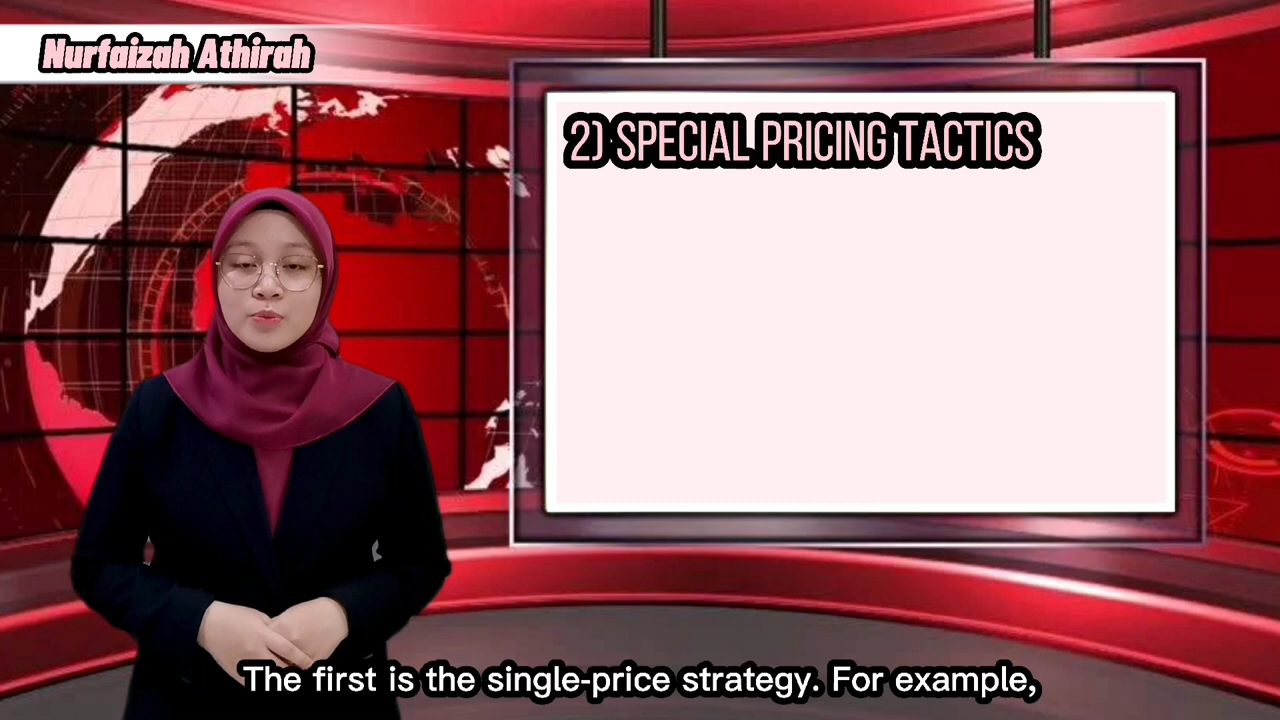 Nurfaizah Athirah
2) SPECIAL PRICING TACTICS
The first is the single-price strategy. For example,